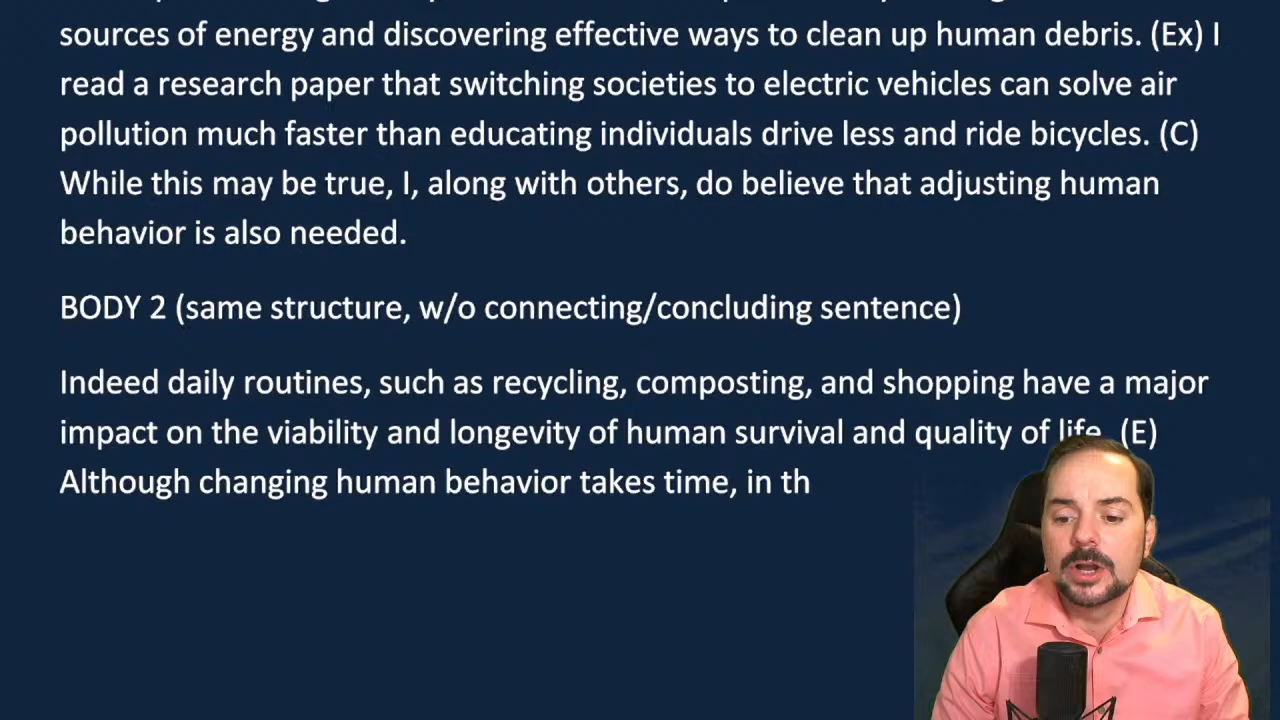 sources of energy and discovering effective ways to clean up human debris. (Ex) I
read a research paper that switching societies to electric vehicles can solve air
pollution much faster than educating individuals drive less and ride bicycles. (C)
While this may be true, I, along with others, do believe that adjusting human
behavior is also needed.
BODY 2 (same structure, w/o connecting/concluding sentence)
Indeed daily routines, such as recycling, composting, and shopping have a major
impact on the viability and longevity of human survival and quality of life. (E)
Although changing human behavior takes time, in th